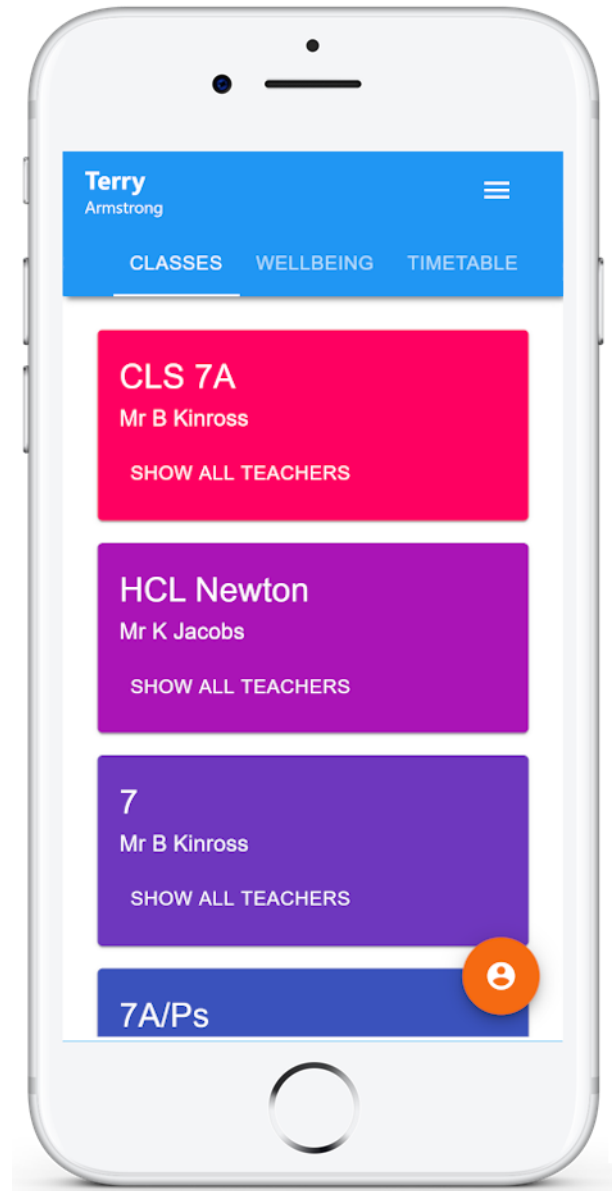 Terry
Armstrong
CLASSES WELLBEING TIMETABLE
CLS 7A
Mr B Kinross
SHOW ALL TEACHERS
HCL Newton
Mr K Jacobs
SHOW ALL TEACHERS
7
Mr B Kinross
SHOW ALL TEACHERS
7A/Ps